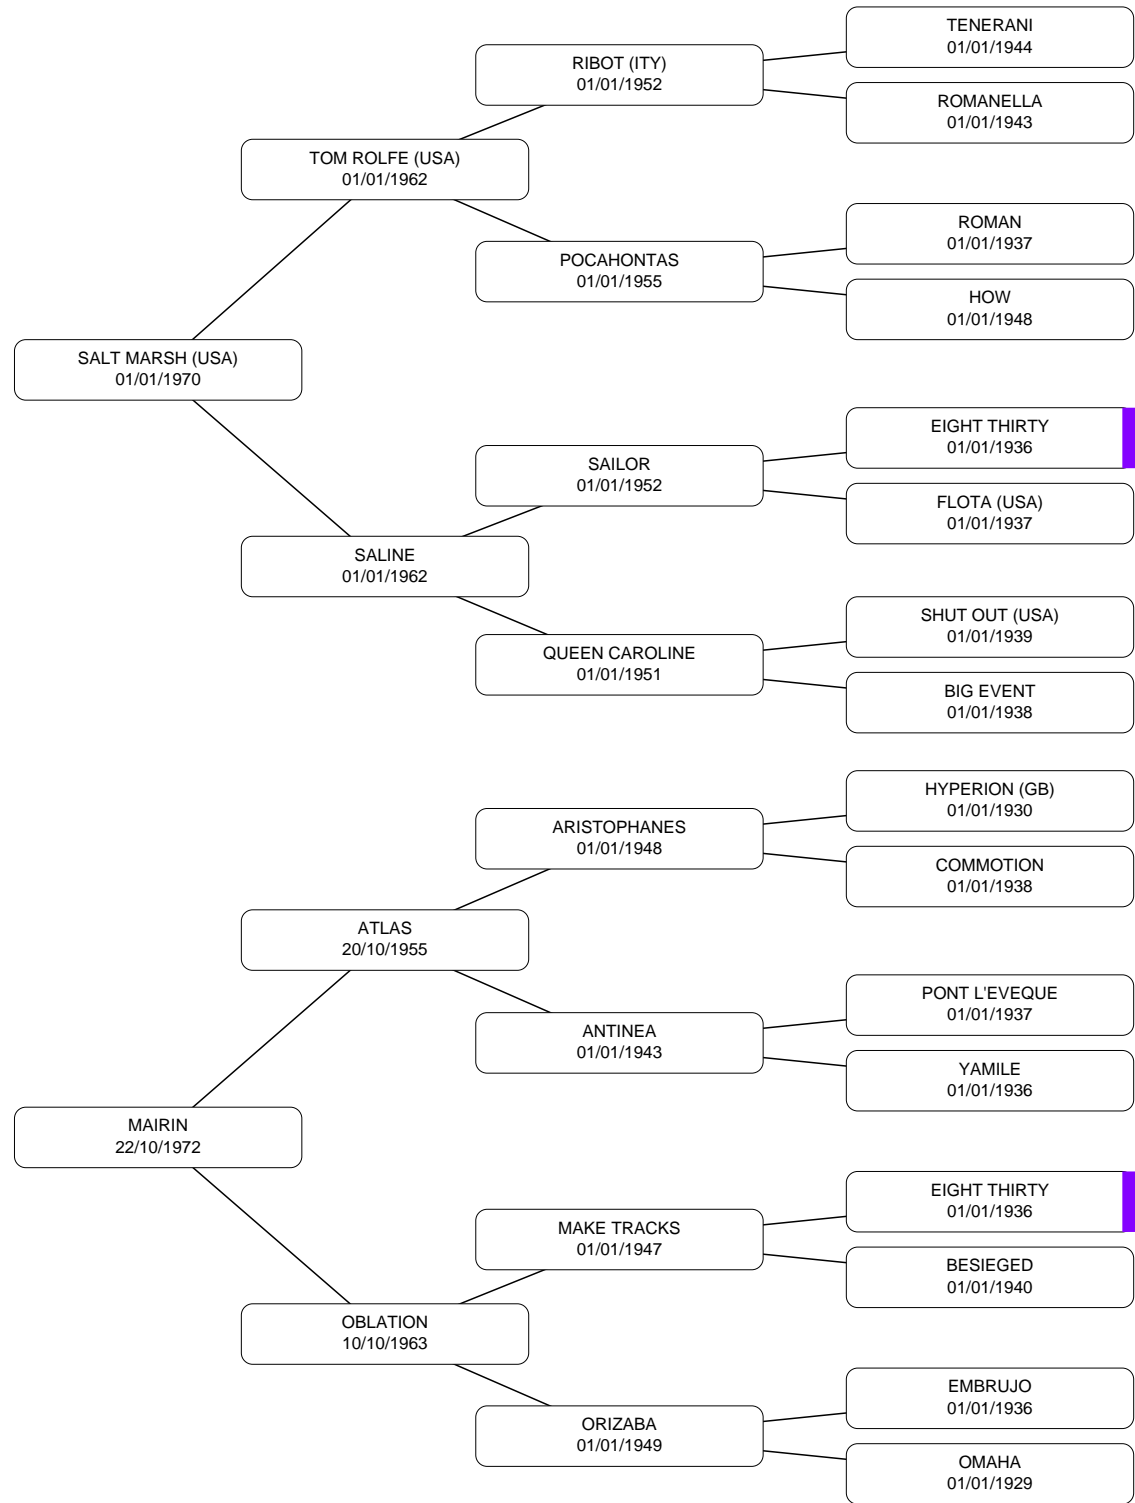 TENERANI
01/01/1944
RIBOT (ITY)
01/01/1952
ROMANELLA
01/01/1943
TOM ROLFE (USA)
01/01/1962
ROMAN
01/01/1937
POCAHONTAS
01/01/1955
HOW
01/01/1948
SALT MARSH (USA)
01/01/1970
EIGHT THIRTY
01/01/1936
SAILOR
01/01/1952
FLOTA (USA)
01/01/1937
SALINE
01/01/1962
SHUT OUT (USA)
01/01/1939
QUEEN CAROLINE
01/01/1951
BIG EVENT
01/01/1938
HYPERION (GB)
01/01/1930
ARISTOPHANES
01/01/1948
COMMOTION
01/01/1938
ATLAS
20/10/1955
PONT L'EVEQUE
01/01/1937
ANTINEA
01/01/1943
YAMILE
01/01/1936
MAIRIN
22/10/1972
EIGHT THIRTY
01/01/1936
MAKE TRACKS
01/01/1947
BESIEGED
01/01/1940
OBLATION
10/10/1963
EMBRUJO
01/01/1936
ORIZABA
01/01/1949
OMAHA
01/01/1929